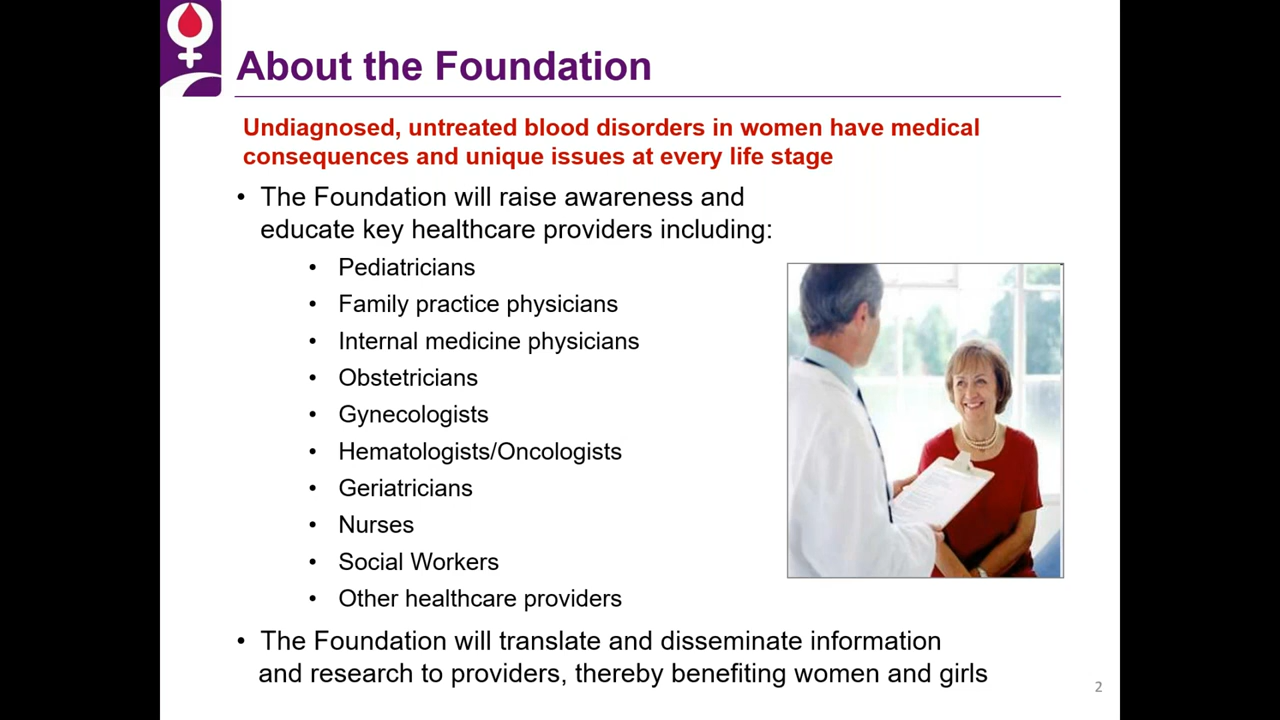 About the Foundation
Undiagnosed, untreated blood disorders in women have medical
consequences and unique issues at every life stage
• The Foundation will raise awareness and
educate key healthcare providers including:
• Pediatricians
• Family practice physicians
• Internal medicine physicians
• Obstetricians
• Gynecologists
• Hematologists/Oncologists
• Geriatricians
• Nurses
• Social Workers
• Other healthcare providers
• The Foundation will translate and disseminate information
and research to providers, thereby benefiting women and girls
2